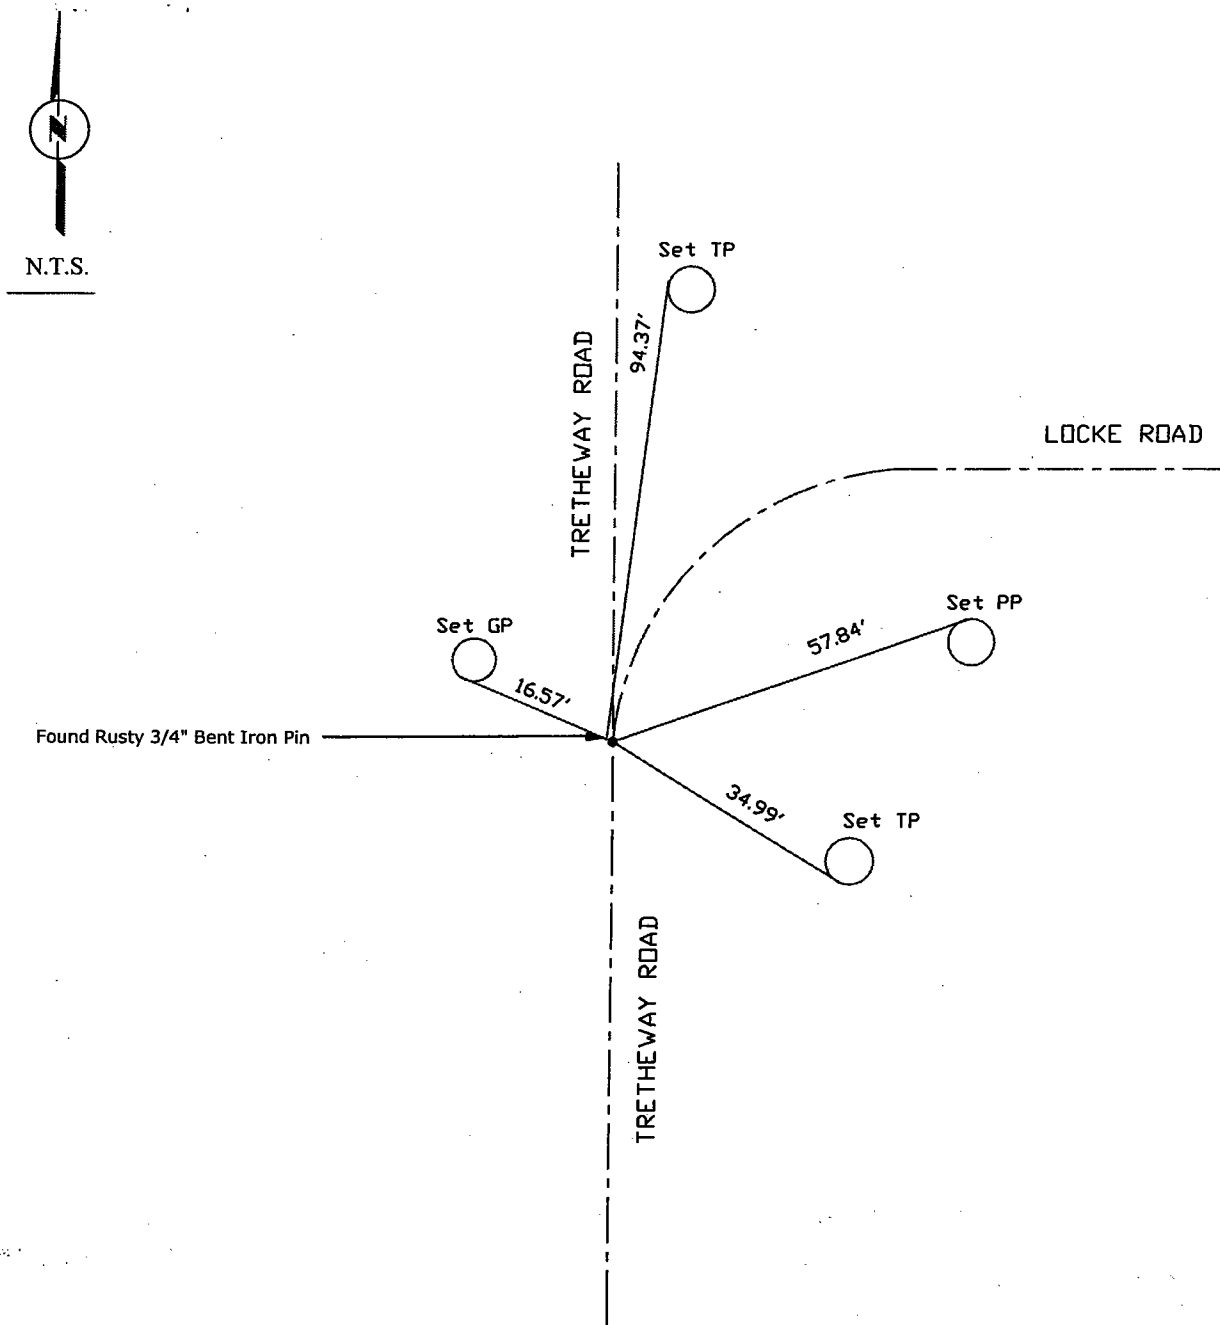 N
N.T.S.
Set TP
94.37'
TRETHEWAY ROAD
LOCKE ROAD
Set PP
57.84'
Set GP
16.57'
Found Rusty 3/4" Bent Iron Pin
34.99'
Set TP
TRETHEWAY ROAD